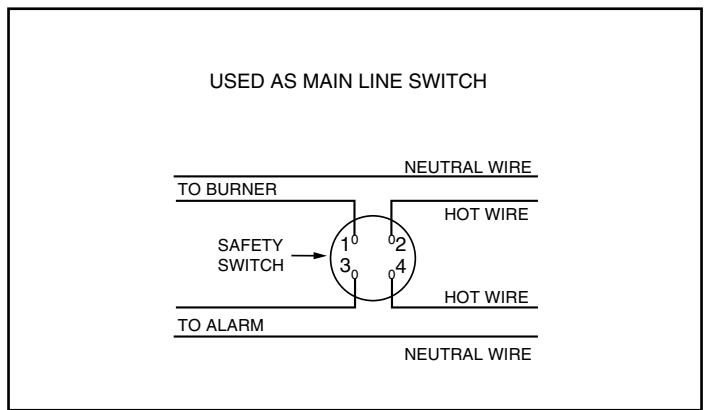 USED AS MAIN LINE SWITCH
NEUTRAL WIRE
TO BURNER
HOT WIRE
1 2
SAFETY
SWITCH
3 4
HOT WIRE
TO ALARM
NEUTRAL WIRE